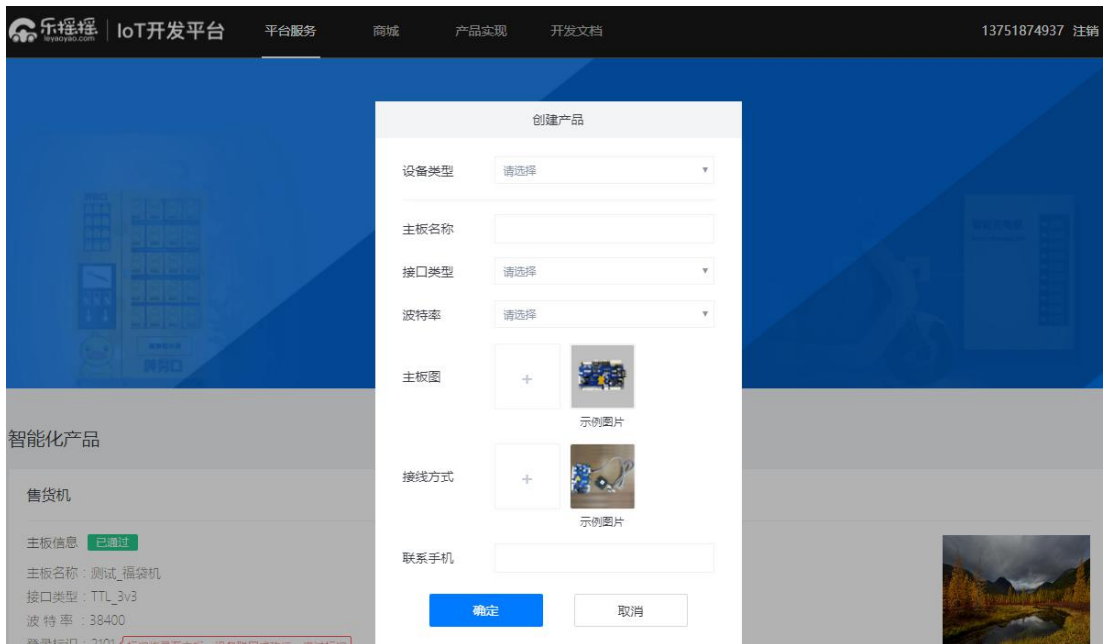 乐摇摇 leyaoyao.com IoT开发平台 平台服务 商城 产品实现 开发文档 13751874937 注销
创建产品
设备类型 请选择
主板名称
接口类型 请选择
波特率 请选择
主板图 +
示例图片
接线方式 +
示例图片
联系手机
确定 取消
智能化产品
售货机
主板信息 已通过
主板名称：测试_福袋机
接口类型：TTL_3v3
波 特 率 ：38400